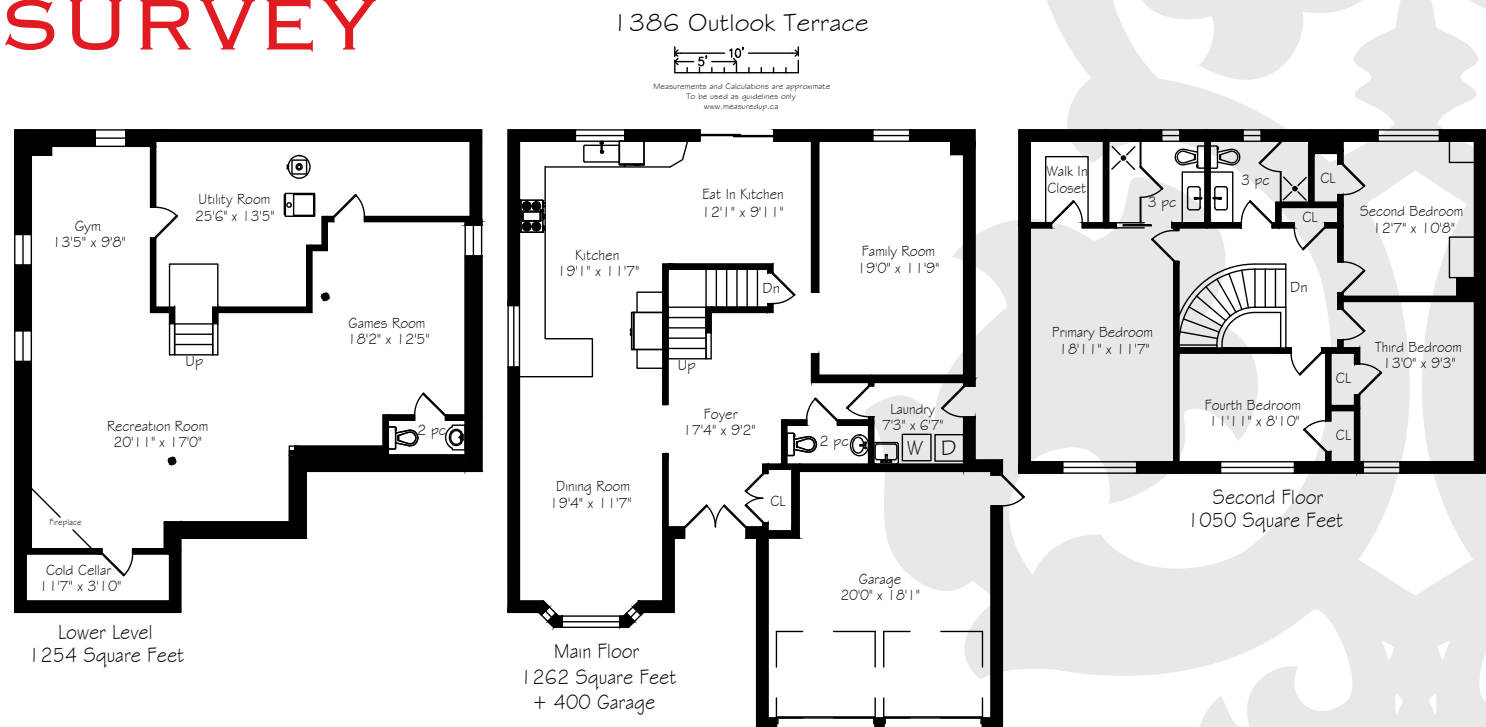 SURVEY
1386 Outlook Terrace
10'
5'
Measurements and Calculations are approximate
To be used as guidelines only
www.measuredup.ca
Gym
13'5" x 9'8"
Utility Room
25'6" x 13'5"
Games Room
18'2" x 12'5"
Up
Recreation Room
20'11" x 17'0"
2 pc
Fireplace
Cold Cellar
11'7" x 3'10"
Lower Level
1254 Square Feet
Eat In Kitchen
12'1" x 9'11"
Kitchen
19'1" x 11'7"
Family Room
19'0" x 11'9"
Dn
Up
Foyer
17'4" x 9'2"
Laundry
7'3" x 6'7"
2 pc
W
D
Dining Room
19'4" x 11'7"
CL
Garage
20'0" x 18'1"
Main Floor
1262 Square Feet
+ 400 Garage
Walk In
Closet
3 pc
3 pc
CL
CL
Second Bedroom
12'7" x 10'8"
Dn
Primary Bedroom
18'11" x 11'7"
Third Bedroom
13'0" x 9'3"
CL
Fourth Bedroom
11'11" x 8'10"
CL
Second Floor
1050 Square Feet